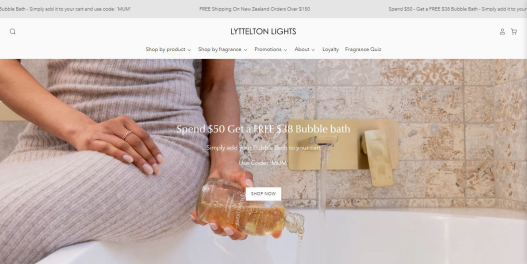 Bubble Bath - Simply add it to your cart and use code: 'MUM'
FREE Shipping On New Zealand Orders Over $150
Spend $50 - Get a FREE $38 Bubble Bath - Simply add it to your
LYTTELTON LIGHTS
Shop by product
Shop by fragrance
Promotions
About
Loyalty
Fragrance Quiz
Spend $50 Get a FREE $38 Bubble bath
Simply add your Bubble Bath to your cart
Use Code: 'MUM'
SHOP NOW